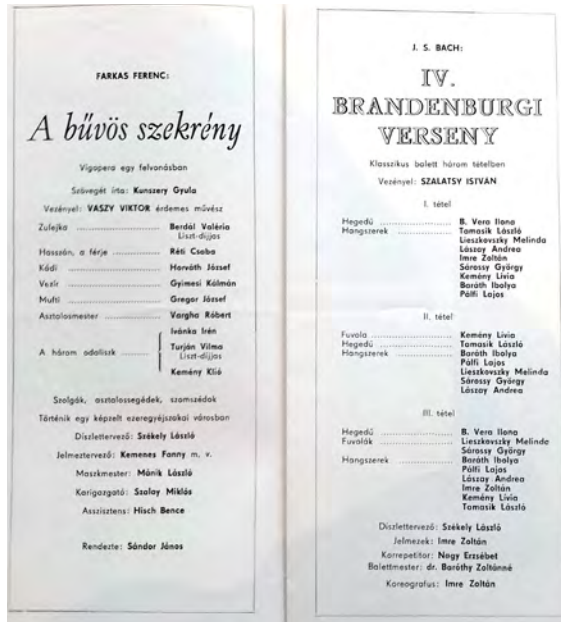 FARKAS FERENC:
A bűvös szekrény
Vígopera egy felvonásban
Szövegét írta: Kunszery Gyula
Vezényel: VASZY VIKTOR érdemes művész
Zulejka ........................ Berdál Valéria
Liszt-díjas
Hasszán, a férje ................ Réti Csaba
Kádi ........................ Horváth József
Vezír ........................ Gyimesi Kálmán
Mufti ........................ Gregor József
Asztalosmester ................ Vargha Róbert
Ivánka Irén
A három odaliszk ........ Turján Vilma
Liszt-díjas
Kemény Klió
Szolgák, asztalossegédek, szomszédok
Történik egy képzelt ezeregyéjszakai városban
Díszlettervező: Székely László
Jelmeztervező: Kemenes Fanny m. v.
Maszkmester: Mánik László
Karigazgató: Szalay Miklós
Asszisztens: Hisch Bence
Rendezte: Sándor János
J. S. BACH:
IV.
BRANDENBURGI
VERSENY
Klasszikus balett három tételben
Vezényel: SZALATSY ISTVÁN
I. tétel
Hegedű ........................ B. Vera Ilona
Hangszerek ................ Tamasik László
Lieszkovszky Melinda
Lászay Andrea
Imre Zoltán
Sárossy György
Kemény Lívia
Baráth Ibolya
Pálfi Lajos
II. tétel
Fuvola ........................ Kemény Lívia
Hegedű ........................ Tamasik László
Hangszerek ................ Baráth Ibolya
Pálfi Lajos
Lieszkovszky Melinda
Sárossy György
Lászay Andrea
III. tétel
Hegedű ........................ B. Vera Ilona
Fuvolák ........................ Lieszkovszky Melinde
Sárossy György
Hangszerek ................ Baráth Ibolya
Pálfi Lajos
Lászay Andrea
Imre Zoltán
Kemény Lívia
Tamasik László
Díszlettervező: Székely László
Jelmezek: Imre Zoltán
Korrepetitor: Nagy Erzsébet
Balettmester: dr. Baróthy Zoltánné
Koreográfus: Imre Zoltán